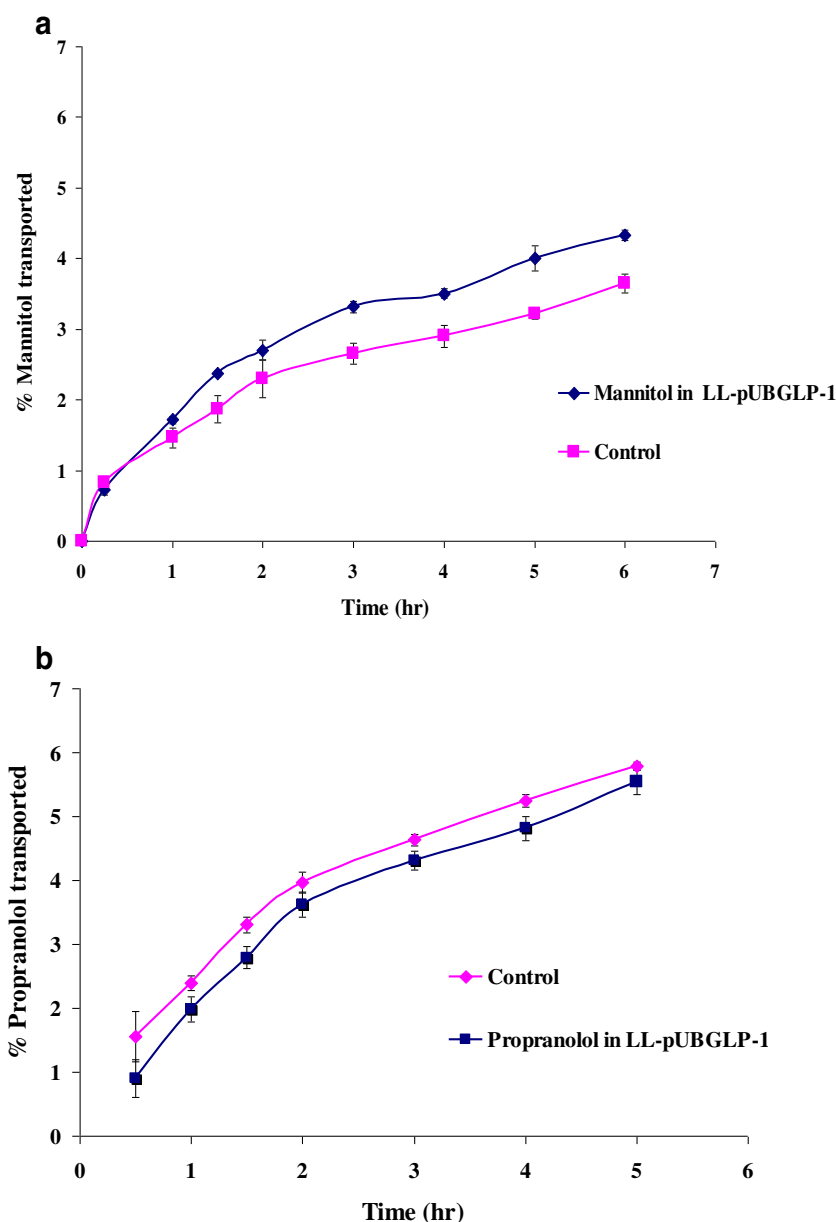 a
7
6
5
4
3
2
1
0
% Mannitol transported
Mannitol in LL-pUBGLP-1
Control
0 1 2 3 4 5 6 7
Time (hr)
b
7
6
5
4
3
2
1
0
% Propranolol transported
Control
Propranolol in LL-pUBGLP-1
0 1 2 3 4 5 6
Time (hr)